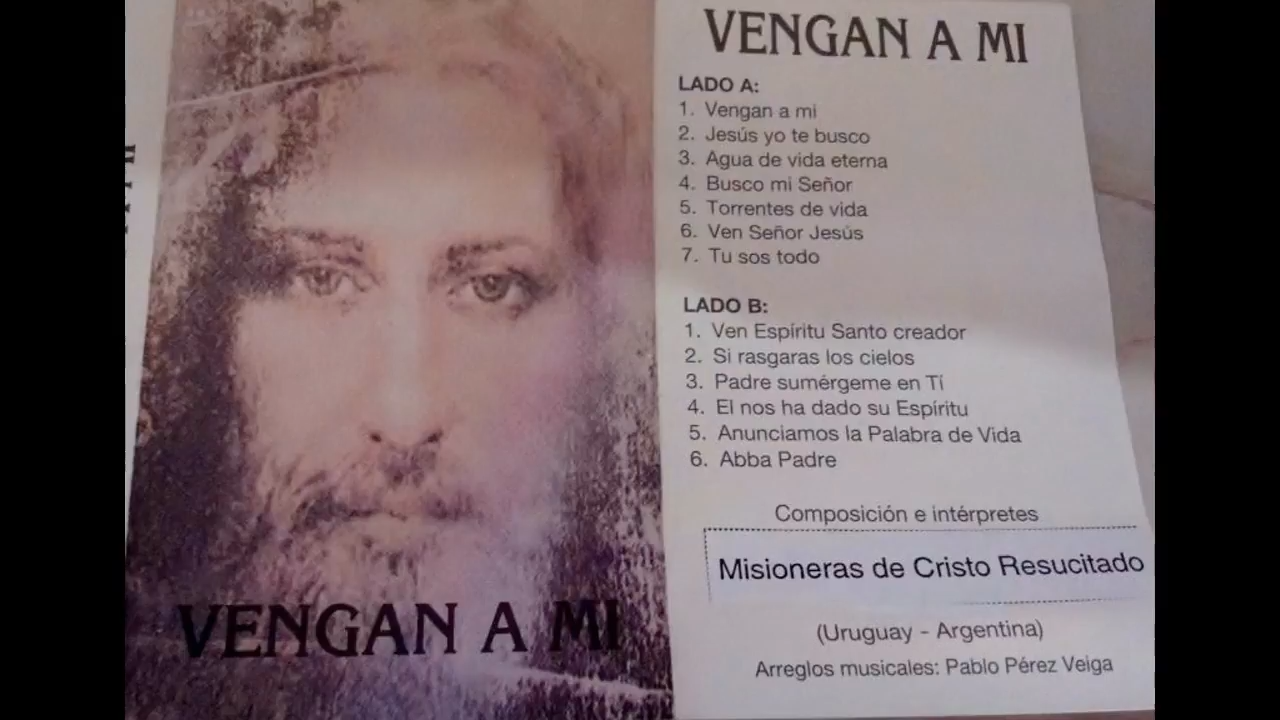 VENGAN A MI
VENGAN A MI
LADO A:
1. Vengan a mi
2. Jesús yo te busco
3. Agua de vida eterna
4. Busco mi Señor
5. Torrentes de vida
6. Ven Señor Jesús
7. Tu sos todo
LADO B:
1. Ven Espíritu Santo creador
2. Si rasgaras los cielos
3. Padre sumérgeme en Tí
4. El nos ha dado su Espíritu
5. Anunciamos la Palabra de Vida
6. Abba Padre
Composición e intérpretes
Misioneras de Cristo Resucitado
(Uruguay - Argentina)
Arreglos musicales: Pablo Pérez Veiga